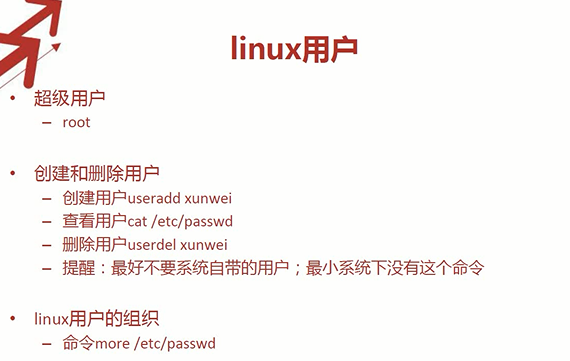 linux用户
• 超级用户
– root
• 创建和删除用户
– 创建用户useradd xunwei
– 查看用户cat /etc/passwd
– 删除用户userdel xunwei
– 提醒：最好不要系统自带的用户；最小系统下没有这个命令
• linux用户的组织
– 命令more /etc/passwd